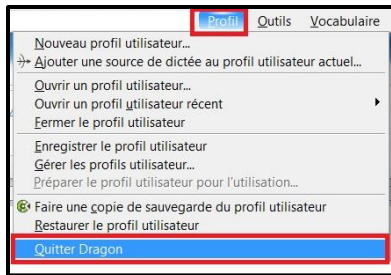 Profil Outils Vocabulaire
Nouveau profil utilisateur...
Ajouter une source de dictée au profil utilisateur actuel...
Ouvrir un profil utilisateur...
Ouvrir un profil utilisateur récent
Fermer le profil utilisateur
Enregistrer le profil utilisateur
Gérer les profils utilisateur...
Préparer le profil utilisateur pour l'utilisation...
Faire une copie de sauvegarde du profil utilisateur
Restaurer le profil utilisateur
Quitter Dragon